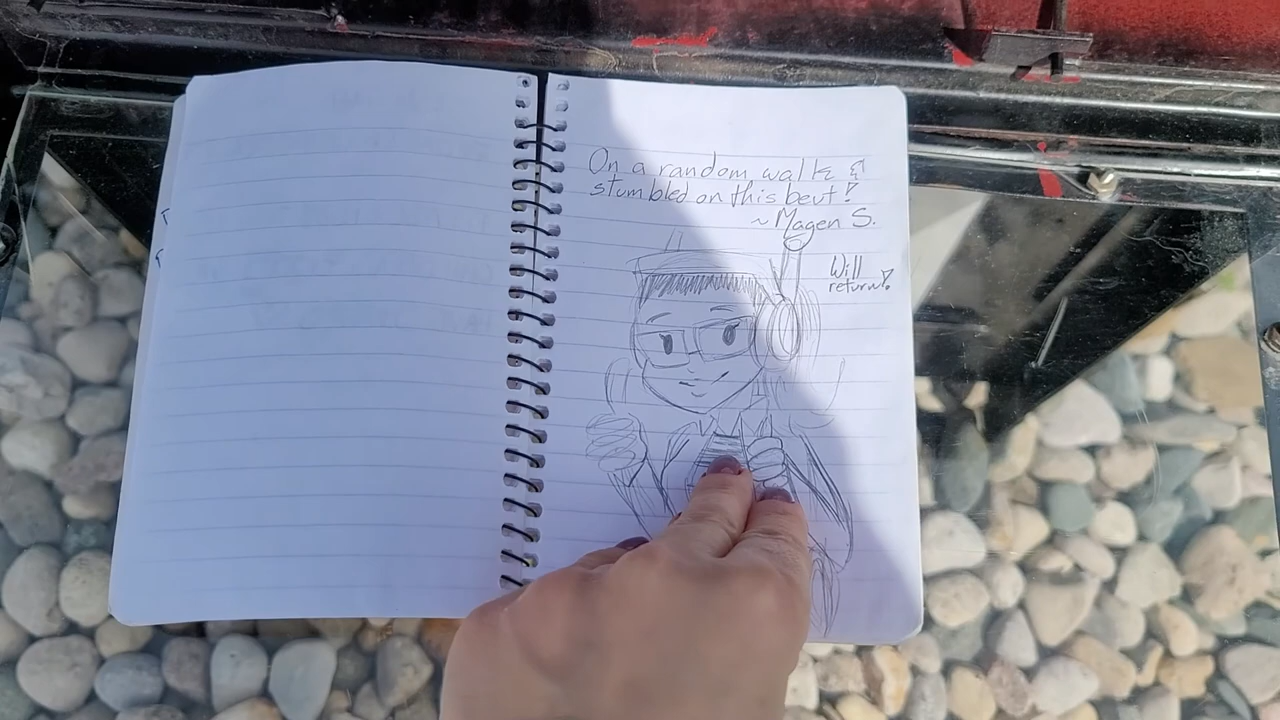 On a random walk &
stumbled on this beut!
~ Magen S.
Will
return!